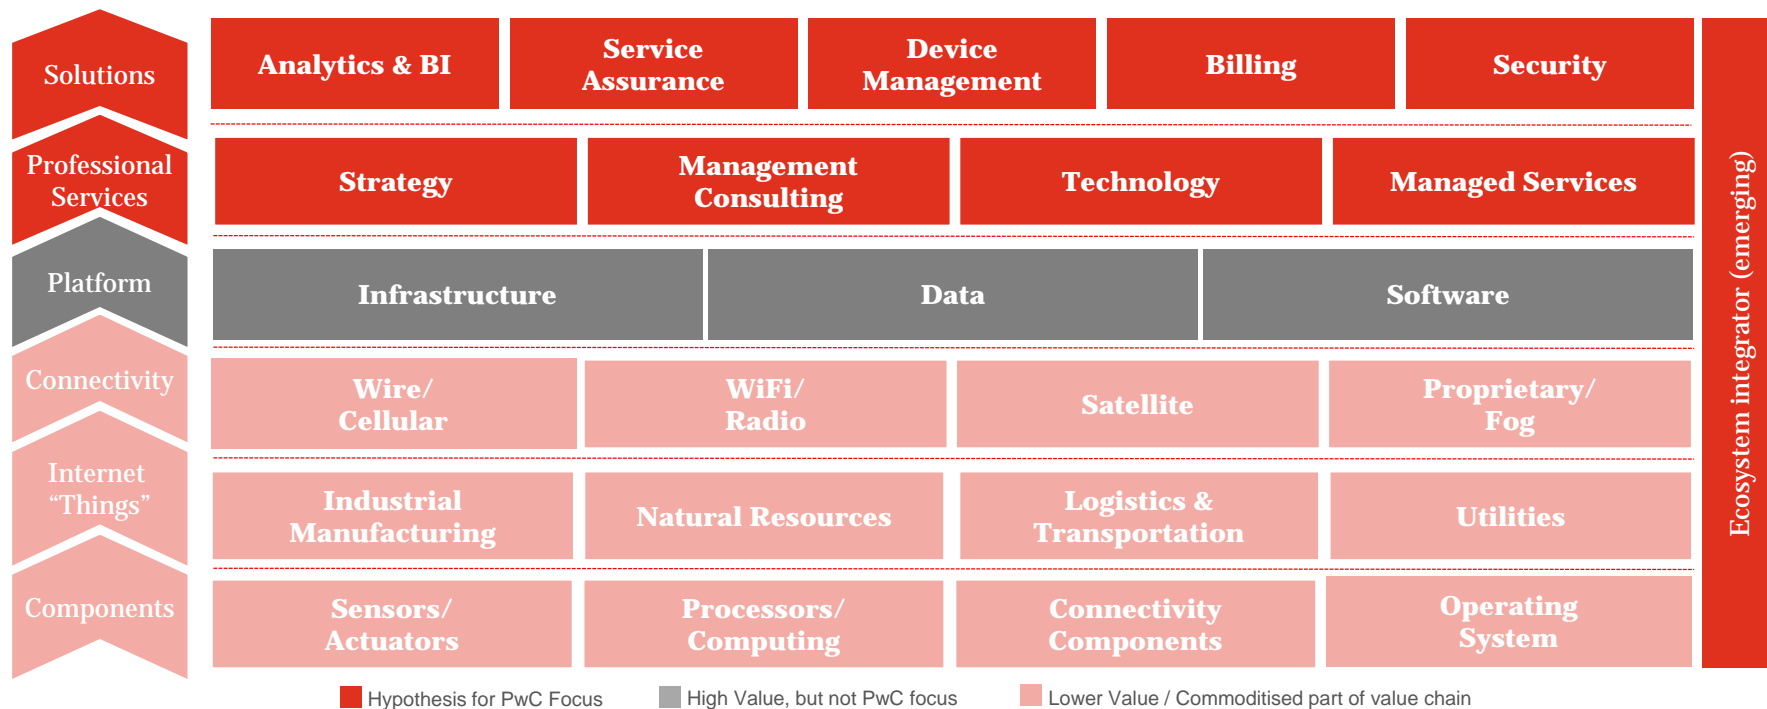 Solutions
Analytics & BI
Service
Assurance
Device
Management
Billing
Security
Professional
Services
Strategy
Management
Consulting
Technology
Managed Services
Platform
Infrastructure
Data
Software
Connectivity
Wire/
Cellular
WiFi/
Radio
Satellite
Proprietary/
Fog
Internet
“Things”
Industrial
Manufacturing
Natural Resources
Logistics &
Transportation
Utilities
Components
Sensors/
Actuators
Processors/
Computing
Connectivity
Components
Operating
System
Ecosystem integrator (emerging)
Hypothesis for PwC Focus
High Value, but not PwC focus
Lower Value / Commoditised part of value chain